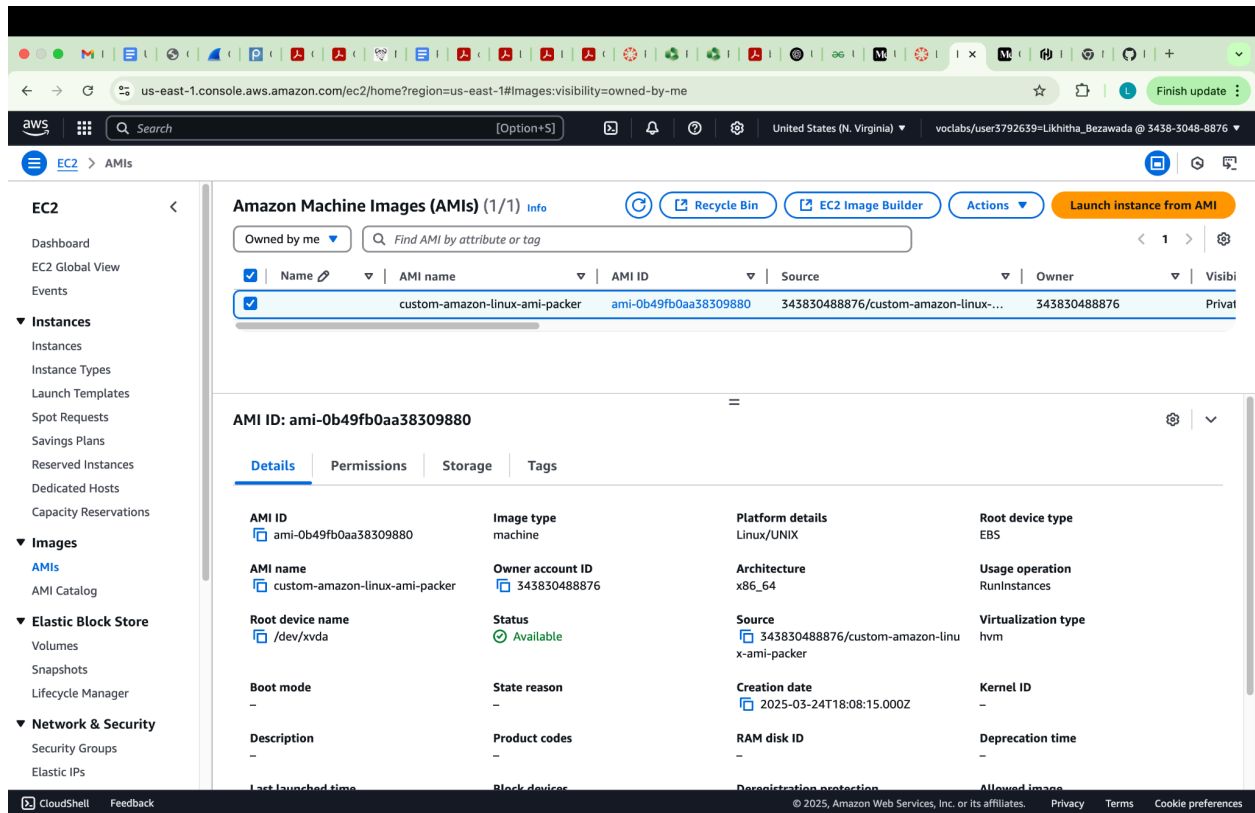 us-east-1.console.aws.amazon.com/ec2/home?region=us-east-1#Images:visibility=owned-by-me
L
Finish update
aws
Search
[Option+S]
United States (N. Virginia) ▼
voclabs/user3792639=Likhitha_Bezawada @ 3438-3048-8876 ▼
EC2 > AMIs
EC2
Dashboard
EC2 Global View
Events
Instances
Instances
Instance Types
Launch Templates
Spot Requests
Savings Plans
Reserved Instances
Dedicated Hosts
Capacity Reservations
Images
AMIs
AMI Catalog
Elastic Block Store
Volumes
Snapshots
Lifecycle Manager
Network & Security
Security Groups
Elastic IPs
Amazon Machine Images (AMIs) (1/1) Info
Recycle Bin
EC2 Image Builder
Actions
Launch instance from AMI
Owned by me
Find AMI by attribute or tag
< 1 >
Name AMI name AMI ID Source Owner Visibi
custom-amazon-linux-ami-packer ami-0b49fb0aa38309880 343830488876/custom-amazon-linux-... 343830488876 Privat
AMI ID: ami-0b49fb0aa38309880
Details Permissions Storage Tags
AMI ID Image type Platform details Root device type
ami-0b49fb0aa38309880 machine Linux/UNIX EBS
AMI name Owner account ID Architecture Usage operation
custom-amazon-linux-ami-packer 343830488876 x86_64 RunInstances
Root device name Status Source Virtualization type
/dev/xvda Available 343830488876/custom-amazon-linu hvm
x-ami-packer
Boot mode State reason Creation date Kernel ID
– – 2025-03-24T18:08:15.000Z –
Description Product codes RAM disk ID Deprecation time
– – – –
Last launched time Block devices Deregistration protection Allowed image
CloudShell Feedback © 2025, Amazon Web Services, Inc. or its affiliates. Privacy Terms Cookie preferences